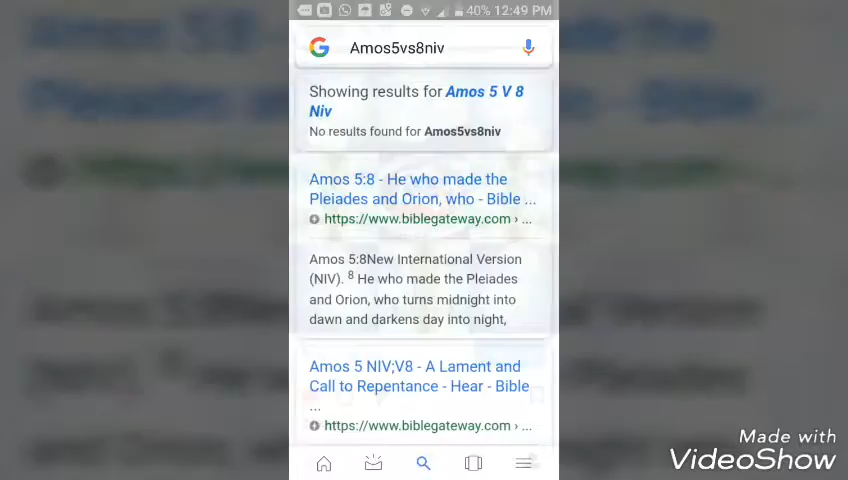 40% 12:49 PM
Amos5vs8niv
Showing results for Amos 5 V 8
Niv
No results found for Amos5vs8niv
Amos 5:8 - He who made the
Pleiades and Orion, who - Bible ...
https://www.biblegateway.com › ...
Amos 5:8New International Version
(NIV). 8 He who made the Pleiades
and Orion, who turns midnight into
dawn and darkens day into night,
Amos 5 NIV;V8 - A Lament and
Call to Repentance - Hear - Bible
...
https://www.biblegateway.com › ...
Made with
VideoShow